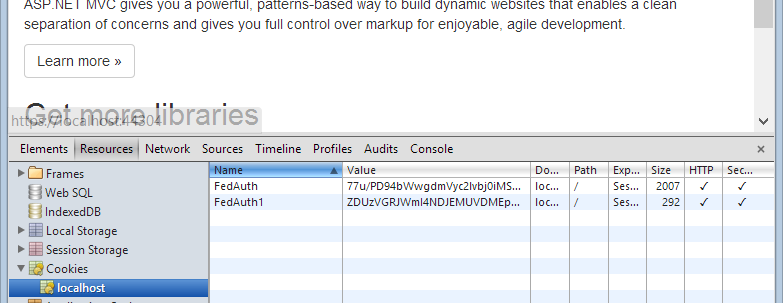 ASP.NET MVC gives you a powerful, patterns-based way to build dynamic websites that enables a clean
separation of concerns and gives you full control over markup for enjoyable, agile development.
Learn more »
Get more libraries
https://localhost:44304
Elements Resources Network Sources Timeline Profiles Audits Console ×
Frames
Web SQL
IndexedDB
Local Storage
Session Storage
Cookies
localhost
Name Value Do... Path Exp... Size HTTP Sec...
FedAuth 77u/PD94bWwgdmVyc2lvbj0iMS... loc... / Ses... 2007 ✓ ✓
FedAuth1 ZDUzVGRJWmI4NDJEMUVDMEp... loc... / Ses... 292 ✓ ✓